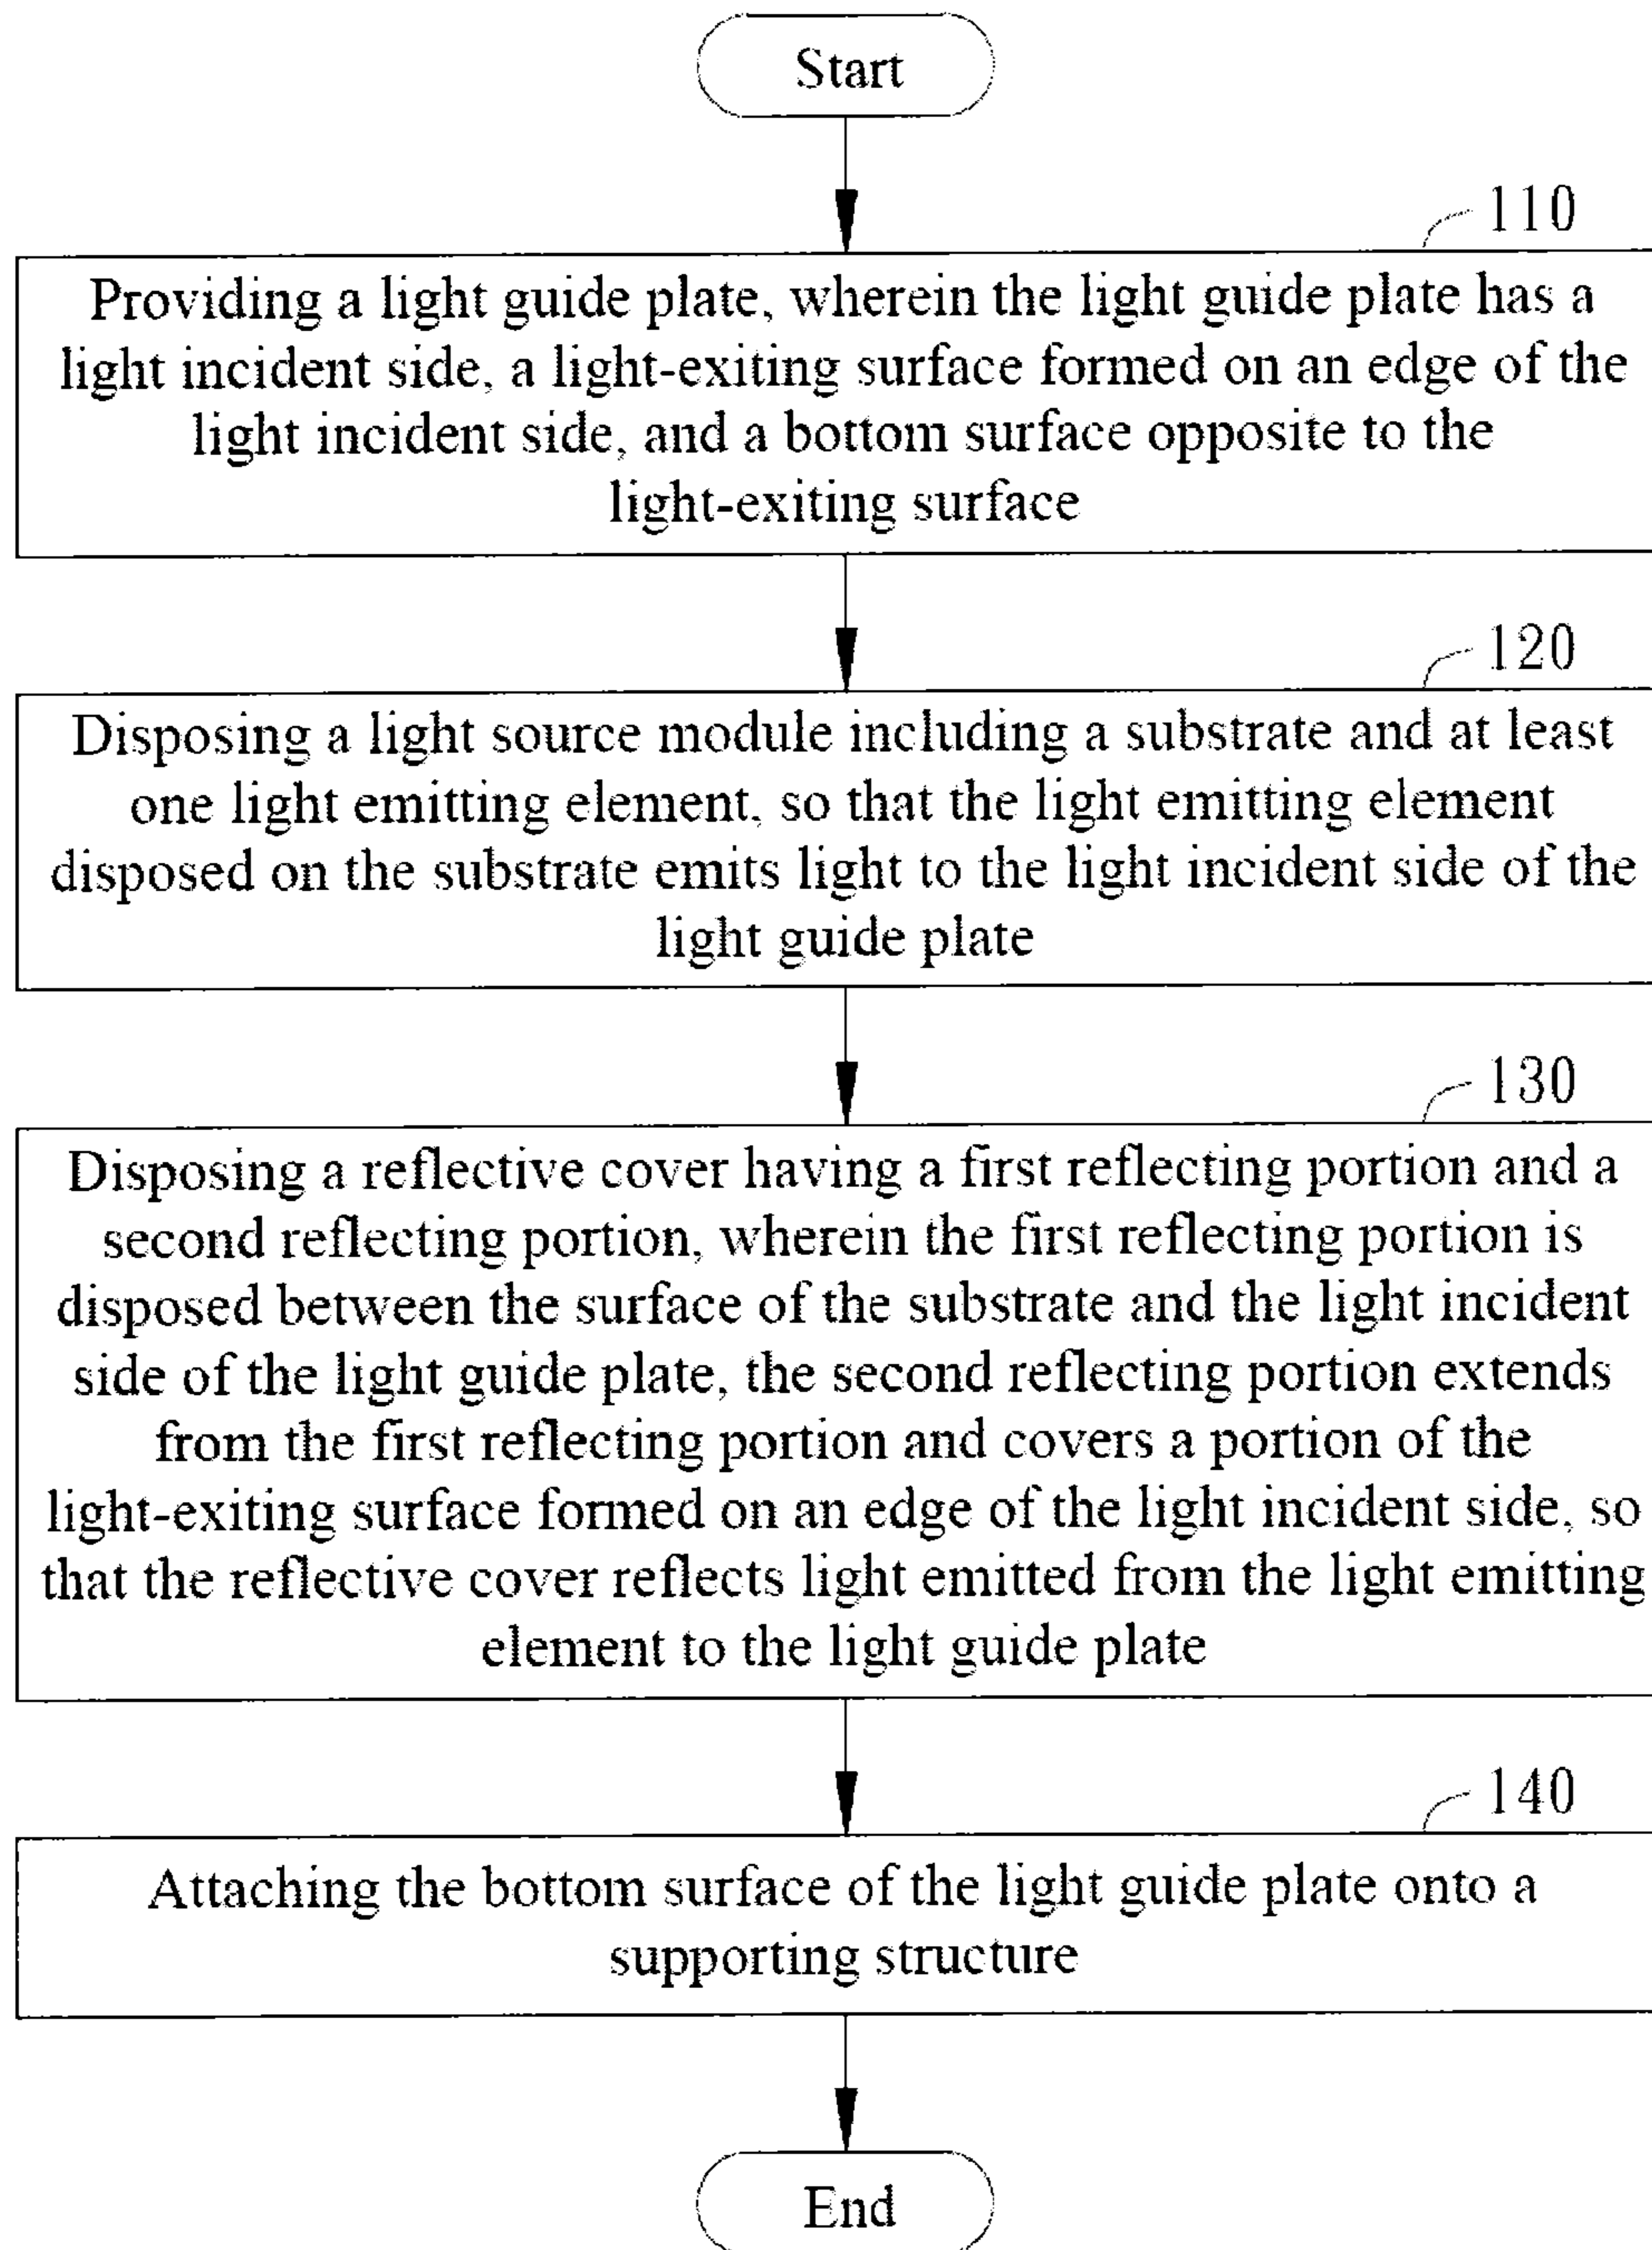 Start
110
Providing a light guide plate, wherein the light guide plate has a
light incident side, a light-exiting surface formed on an edge of the
light incident side, and a bottom surface opposite to the
light-exiting surface
120
Disposing a light source module including a substrate and at least
one light emitting element, so that the light emitting element
disposed on the substrate emits light to the light incident side of the
light guide plate
130
Disposing a reflective cover having a first reflecting portion and a
second reflecting portion, wherein the first reflecting portion is
disposed between the surface of the substrate and the light incident
side of the light guide plate, the second reflecting portion extends
from the first reflecting portion and covers a portion of the
light-exiting surface formed on an edge of the light incident side, so
that the reflective cover reflects light emitted from the light emitting
element to the light guide plate
140
Attaching the bottom surface of the light guide plate onto a
supporting structure
End